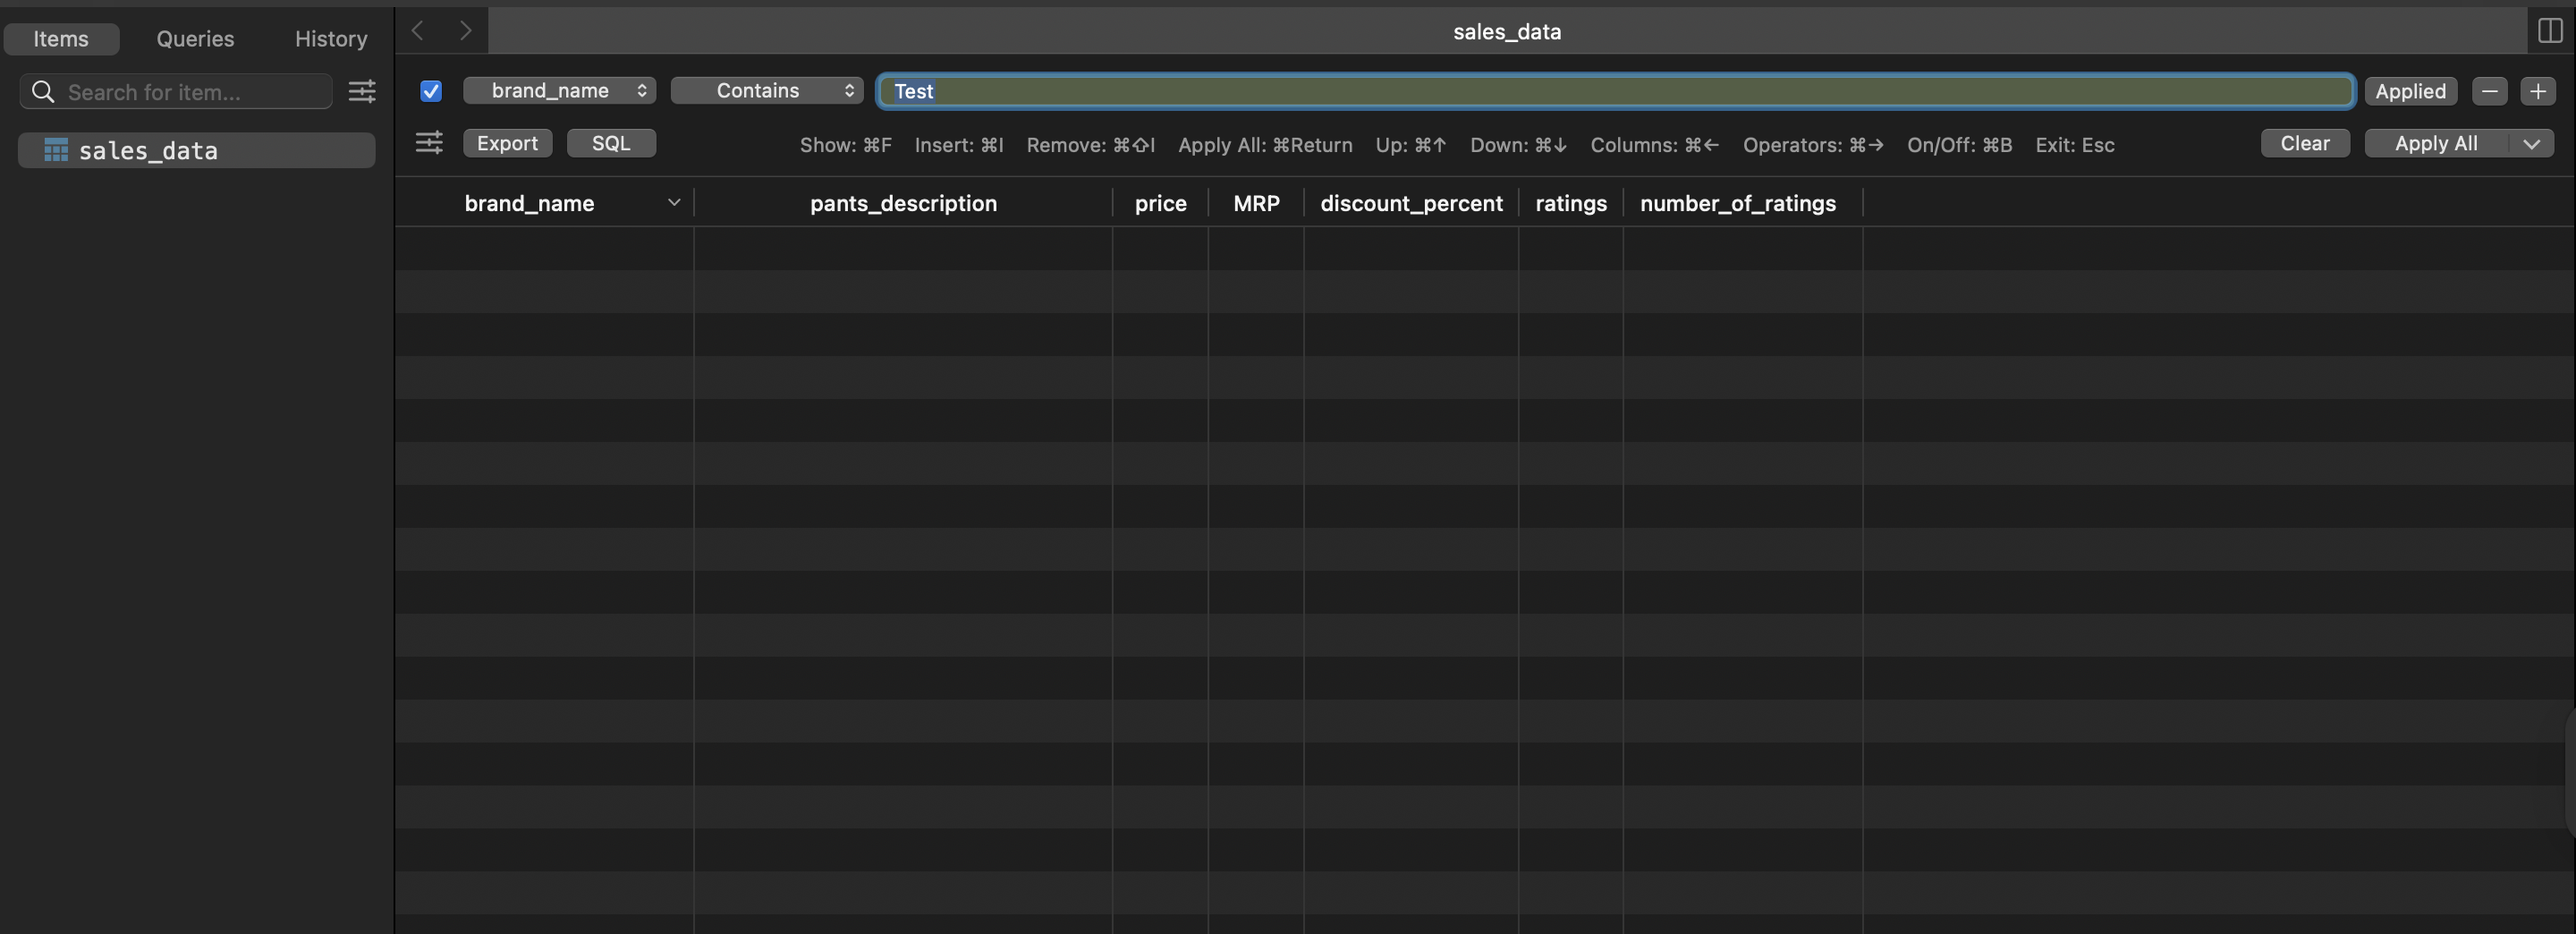 Items Queries History
sales_data
Search for item...
brand_name Contains Test Applied
sales_data
Export SQL Show: ⌘F Insert: ⌘I Remove: ⌘⇧I Apply All: ⌘Return Up: ⌘↑ Down: ⌘↓ Columns: ⌘← Operators: ⌘→ On/Off: ⌘B Exit: Esc Clear Apply All
brand_name pants_description price MRP discount_percent ratings number_of_ratings